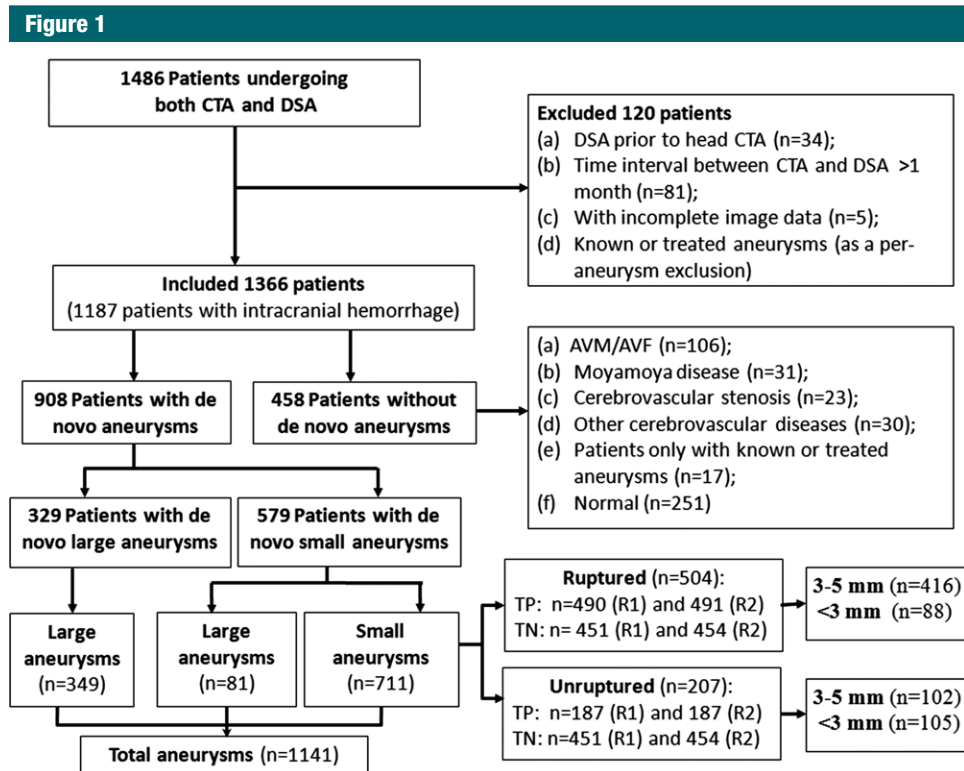 Figure 1
1486 Patients undergoing
both CTA and DSA
Excluded 120 patients
(a) DSA prior to head CTA (n=34);
(b) Time interval between CTA and DSA >1
month (n=81);
(c) With incomplete image data (n=5);
(d) Known or treated aneurysms (as a per-
aneurysm exclusion)
Included 1366 patients
(1187 patients with intracranial hemorrhage)
908 Patients with de
novo aneurysms
458 Patients without
de novo aneurysms
(a) AVM/AVF (n=106);
(b) Moyamoya disease (n=31);
(c) Cerebrovascular stenosis (n=23);
(d) Other cerebrovascular diseases (n=30);
(e) Patients only with known or treated
aneurysms (n=17);
(f) Normal (n=251)
329 Patients with de
novo large aneurysms
579 Patients with de
novo small aneurysms
Large
aneurysms
(n=349)
Large
aneurysms
(n=81)
Small
aneurysms
(n=711)
Ruptured (n=504):
TP: n=490 (R1) and 491 (R2)
TN: n= 451 (R1) and 454 (R2)
3-5 mm (n=416)
<3 mm (n=88)
Unruptured (n=207):
TP: n=187 (R1) and 187 (R2)
TN: n=451 (R1) and 454 (R2)
3-5 mm (n=102)
<3 mm (n=105)
Total aneurysms (n=1141)